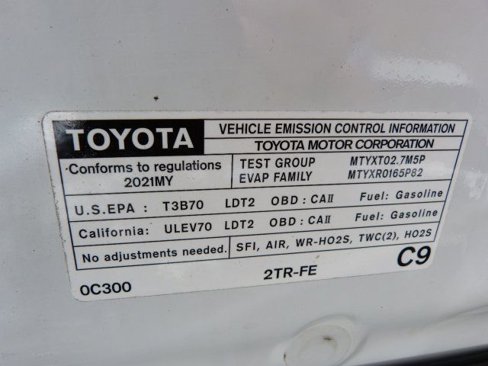 TOYOTA
VEHICLE EMISSION CONTROL INFORMATION
TOYOTA MOTOR CORPORATION
Conforms to regulations
2021MY
TEST GROUP MTYXT02.7M5P
EVAP FAMILY MTYXR0165P82
U.S.EPA : T3B70 LDT2 OBD : CAII Fuel: Gasoline
California: ULEV70 LDT2 OBD : CAII Fuel: Gasoline
No adjustments needed. SFI, AIR, WR-HO2S, TWC(2), HO2S
0C300 2TR-FE C9